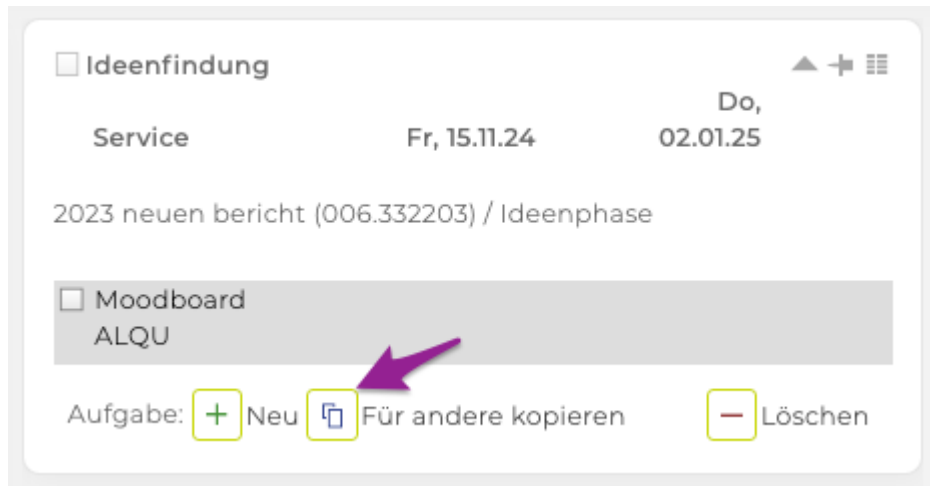 Ideenfindung
Do,
Service Fr, 15.11.24 02.01.25
2023 neuen bericht (006.332203) / Ideenphase
Moodboard
ALQU
Aufgabe: Neu Für andere kopieren Löschen